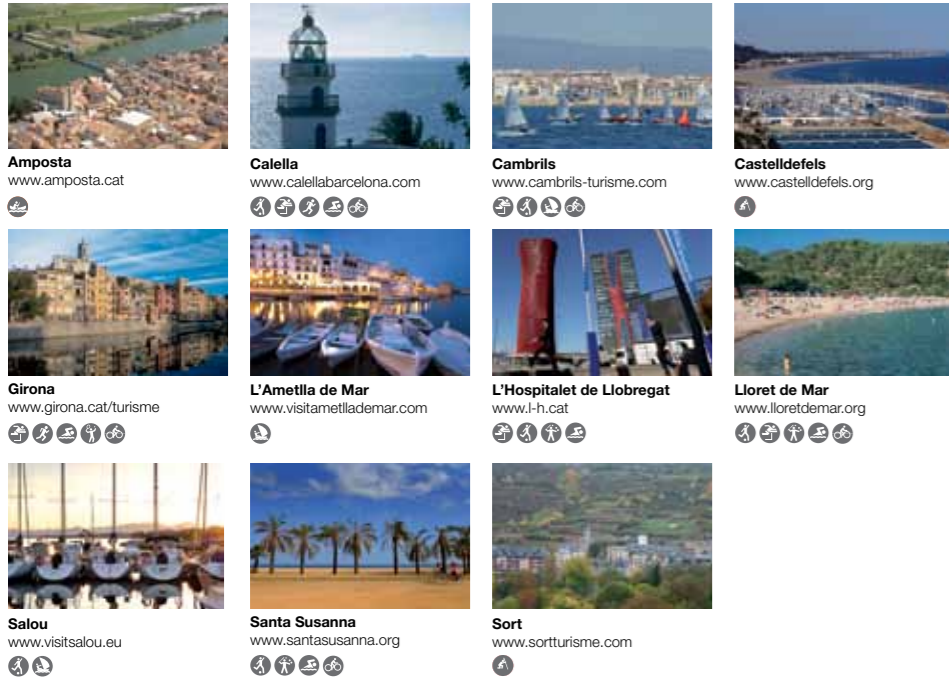 Amposta
www.amposta.cat
Calella
www.calellabarcelona.com
Cambrils
www.cambrils-turisme.com
Castelldefels
www.castelldefels.org
Girona
www.girona.cat/turisme
L'Ametlla de Mar
www.visitametllademar.com
L'Hospitalet de Llobregat
www.l-h.cat
Lloret de Mar
www.lloretdemar.org
Salou
www.visitsalou.eu
Santa Susanna
www.santasusanna.org
Sort
www.sortturisme.com